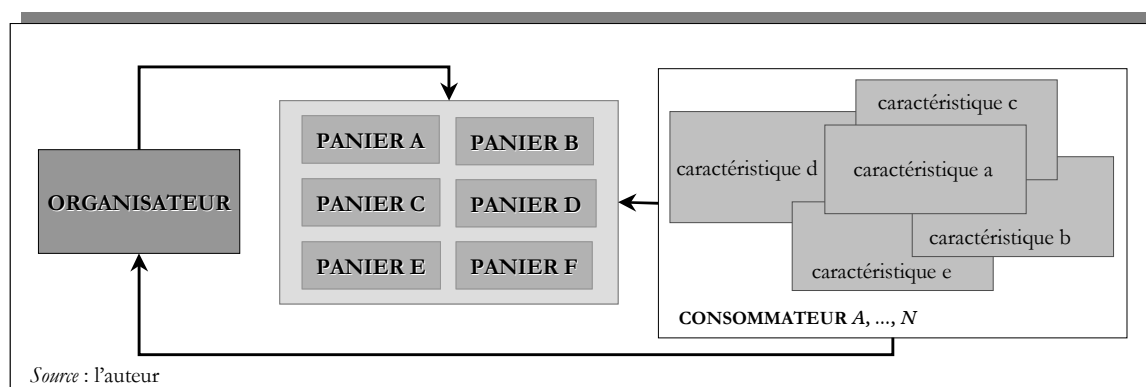 ORGANISATEUR
PANIER A
PANIER B
PANIER C
PANIER D
PANIER E
PANIER F
caractéristique c
caractéristique d
caractéristique a
caractéristique b
caractéristique e
CONSOMMATEUR A, ..., N
Source : l'auteur